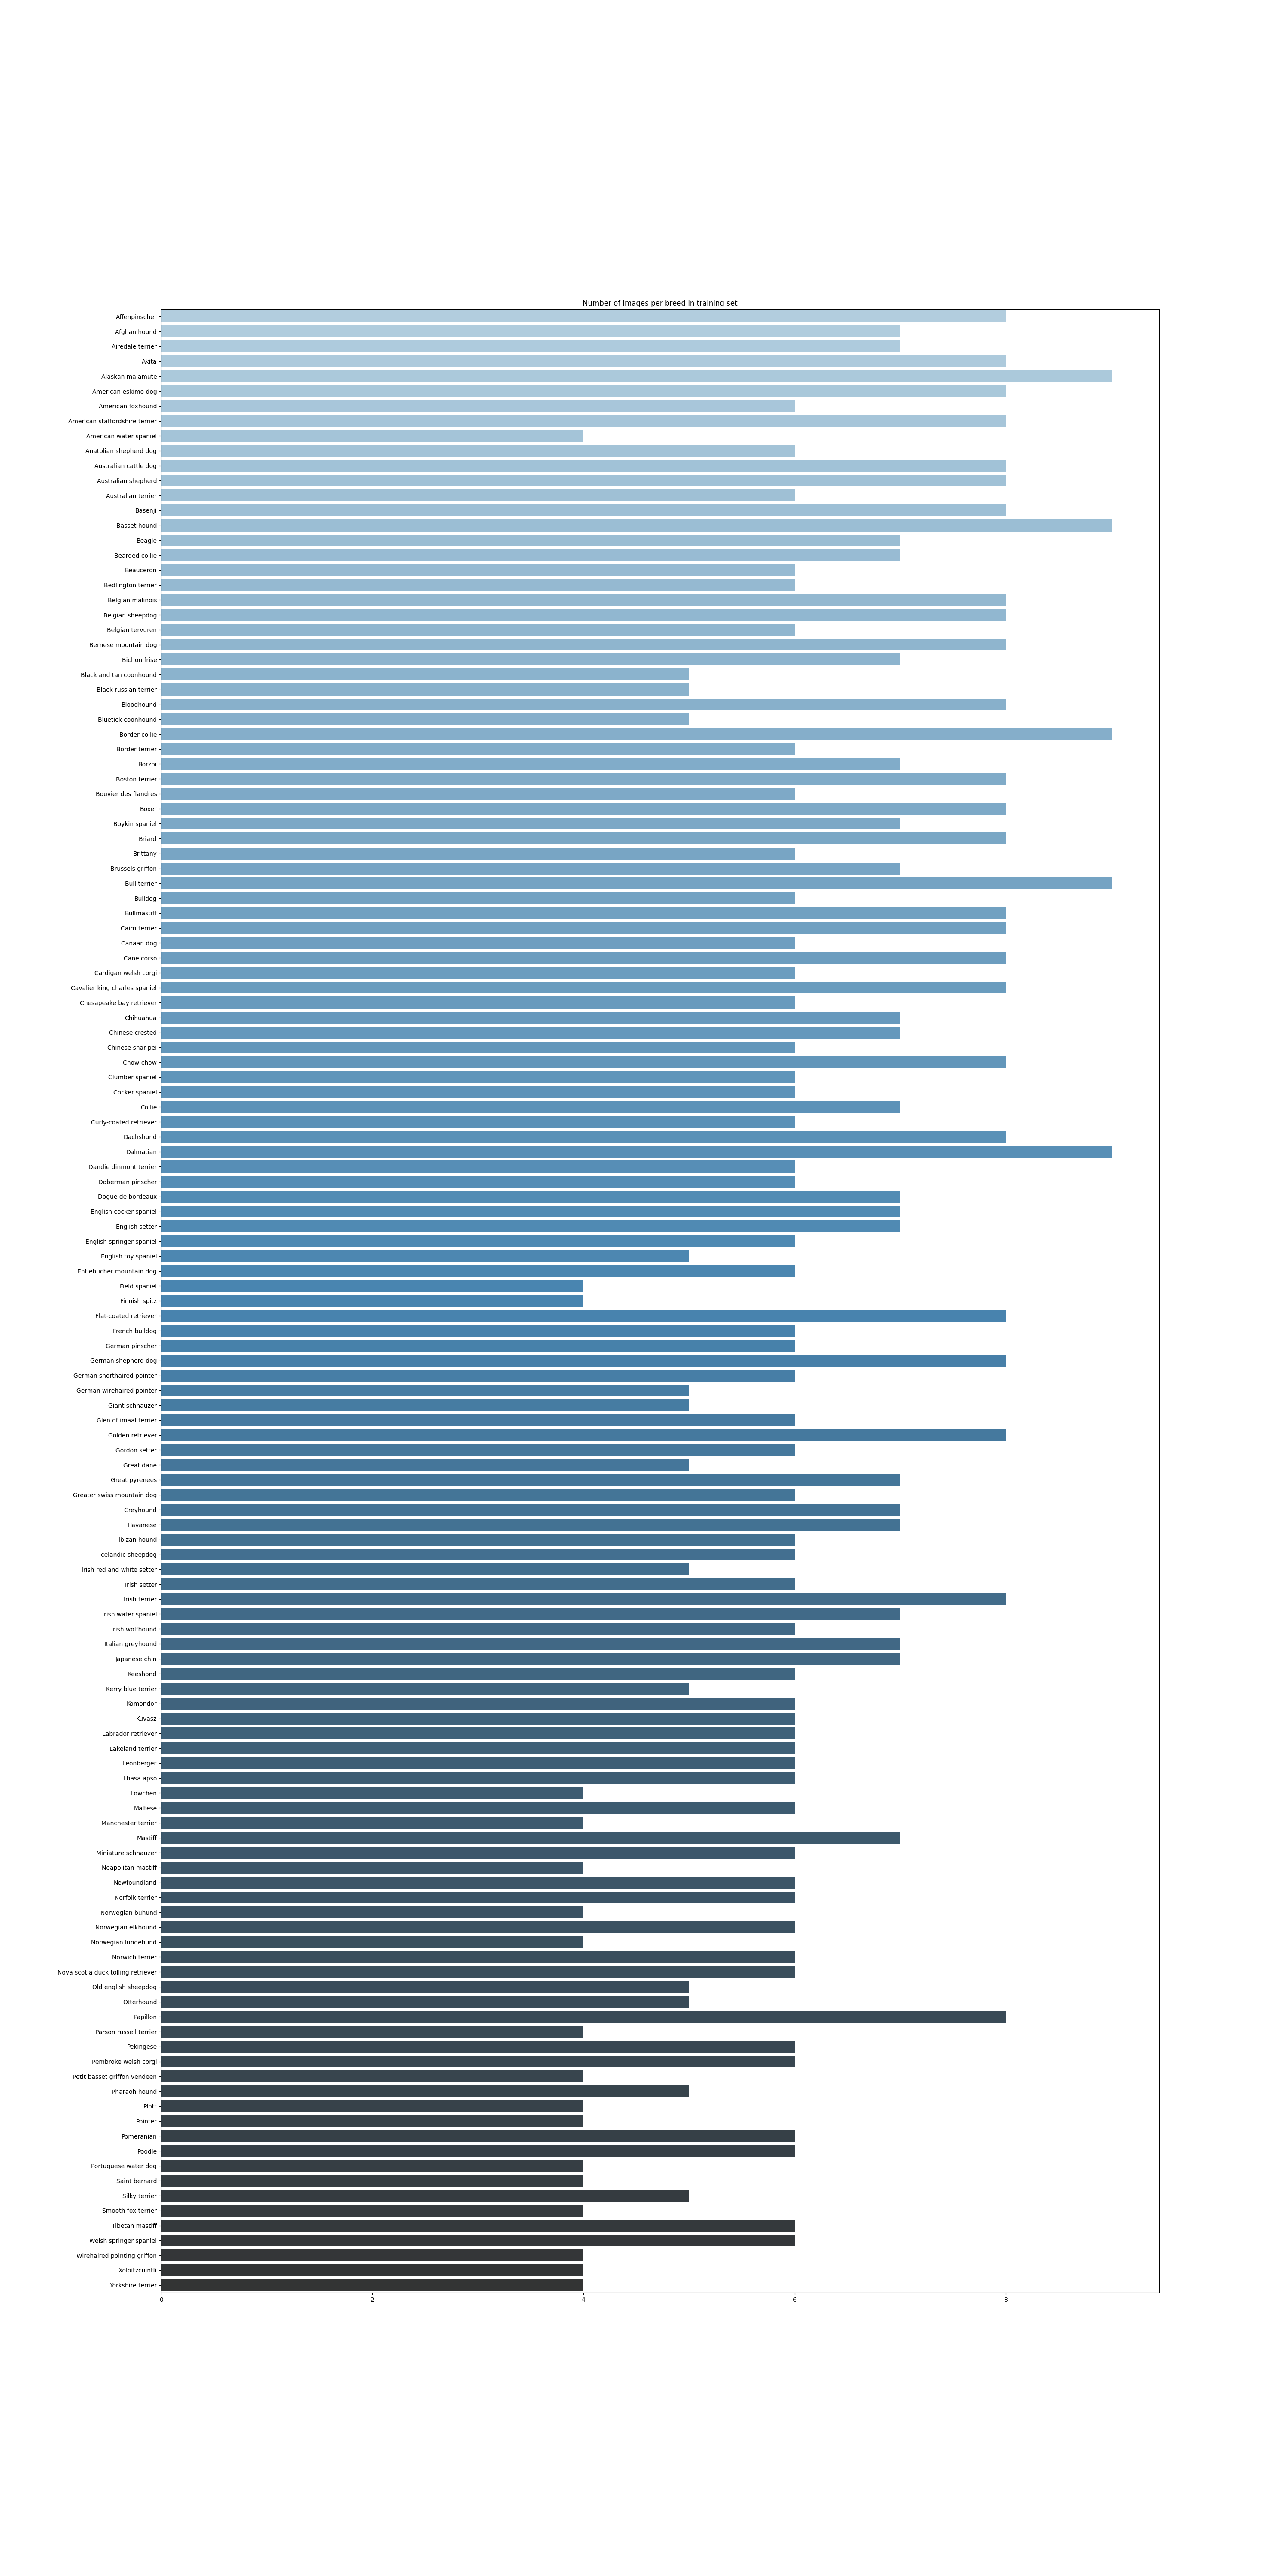 Number of images per breed in training set
Affenpinscher
Afghan hound
Airedale terrier
Akita
Alaskan malamute
American eskimo dog
American foxhound
American staffordshire terrier
American water spaniel
Anatolian shepherd dog
Australian cattle dog
Australian shepherd
Australian terrier
Basenji
Basset hound
Beagle
Bearded collie
Beauceron
Bedlington terrier
Belgian malinois
Belgian sheepdog
Belgian tervuren
Bernese mountain dog
Bichon frise
Black and tan coonhound
Black russian terrier
Bloodhound
Bluetick coonhound
Border collie
Border terrier
Borzoi
Boston terrier
Bouvier des flandres
Boxer
Boykin spaniel
Briard
Brittany
Brussels griffon
Bull terrier
Bulldog
Bullmastiff
Cairn terrier
Canaan dog
Cane corso
Cardigan welsh corgi
Cavalier king charles spaniel
Chesapeake bay retriever
Chihuahua
Chinese crested
Chinese shar-pei
Chow chow
Clumber spaniel
Cocker spaniel
Collie
Curly-coated retriever
Dachshund
Dalmatian
Dandie dinmont terrier
Doberman pinscher
Dogue de bordeaux
English cocker spaniel
English setter
English springer spaniel
English toy spaniel
Entlebucher mountain dog
Field spaniel
Finnish spitz
Flat-coated retriever
French bulldog
German pinscher
German shepherd dog
German shorthaired pointer
German wirehaired pointer
Giant schnauzer
Glen of imaal terrier
Golden retriever
Gordon setter
Great dane
Great pyrenees
Greater swiss mountain dog
Greyhound
Havanese
Ibizan hound
Icelandic sheepdog
Irish red and white setter
Irish setter
Irish terrier
Irish water spaniel
Irish wolfhound
Italian greyhound
Japanese chin
Keeshond
Kerry blue terrier
Komondor
Kuvasz
Labrador retriever
Lakeland terrier
Leonberger
Lhasa apso
Lowchen
Maltese
Manchester terrier
Mastiff
Miniature schnauzer
Neapolitan mastiff
Newfoundland
Norfolk terrier
Norwegian buhund
Norwegian elkhound
Norwegian lundehund
Norwich terrier
Nova scotia duck tolling retriever
Old english sheepdog
Otterhound
Papillon
Parson russell terrier
Pekingese
Pembroke welsh corgi
Petit basset griffon vendeen
Pharaoh hound
Plott
Pointer
Pomeranian
Poodle
Portuguese water dog
Saint bernard
Silky terrier
Smooth fox terrier
Tibetan mastiff
Welsh springer spaniel
Wirehaired pointing griffon
Xoloitzcuintli
Yorkshire terrier
0 2 4 6 8